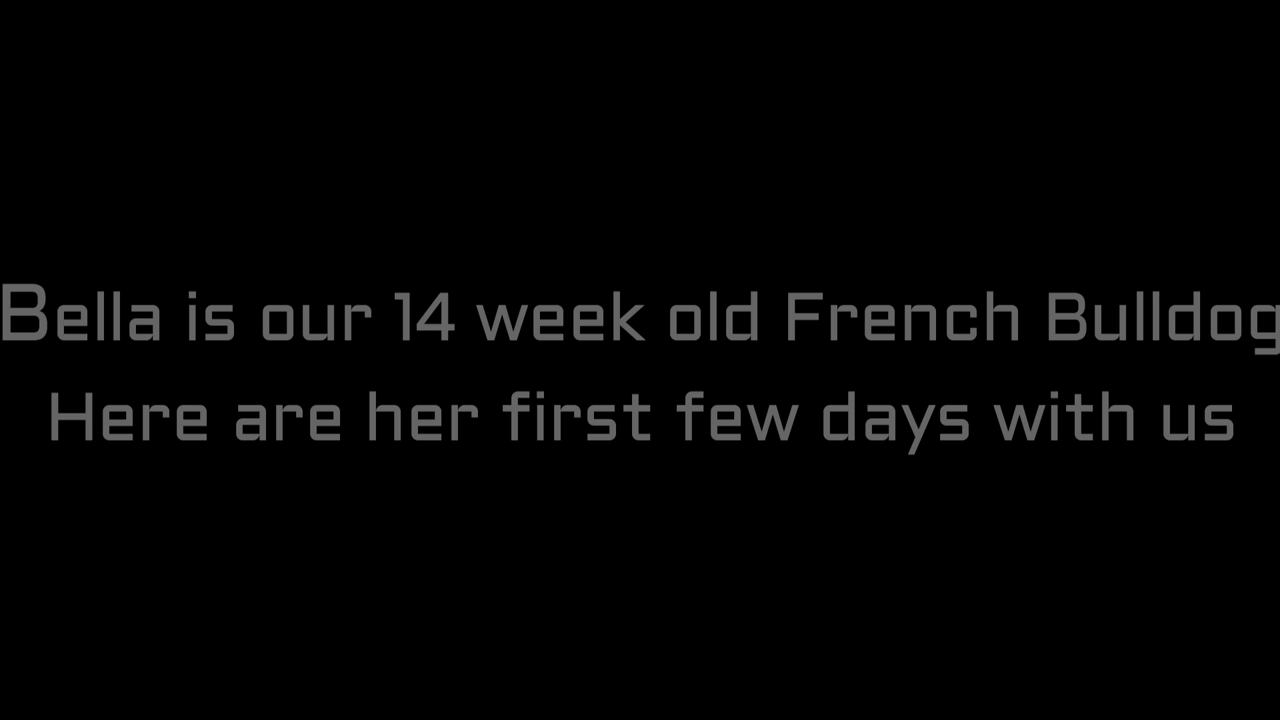 Bella is our 14 week old French Bulldog
Here are her first few days with us